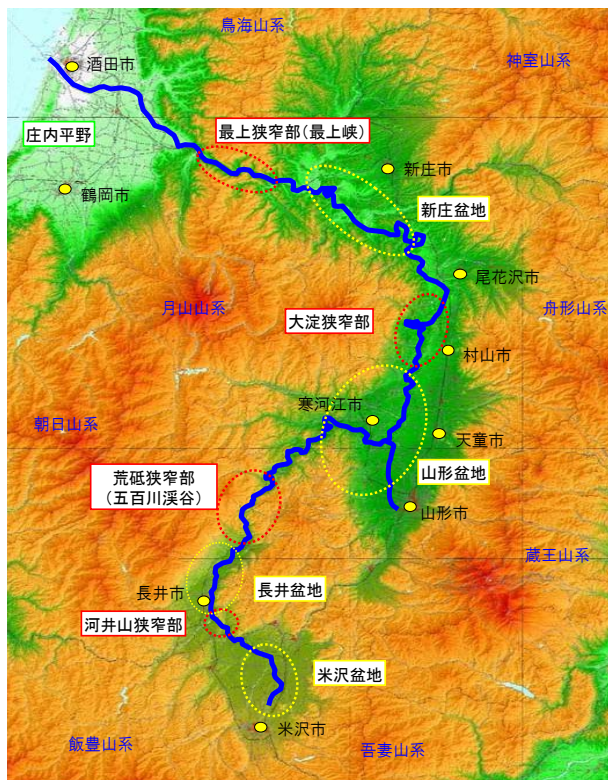 鳥海山系
神室山系
酒田市
庄内平野
最上狭窄部(最上峡)
新庄市
鶴岡市
新庄盆地
尾花沢市
月山山系
舟形山系
大淀狭窄部
村山市
寒河江市
朝日山系
天童市
荒砥狭窄部
(五百川渓谷)
山形盆地
山形市
蔵王山系
長井市
長井盆地
河井山狭窄部
米沢盆地
米沢市
飯豊山系
吾妻山系